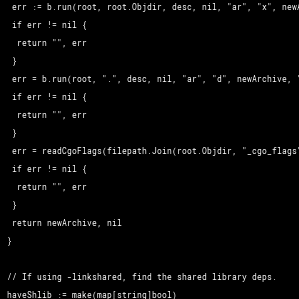 err := b.run(root, root.Objdir, desc, nil, "ar", "x", newA
if err != nil {
return "", err
}
err = b.run(root, ".", desc, nil, "ar", "d", newArchive, "
if err != nil {
return "", err
}
err = readCgoFlags(filepath.Join(root.Objdir, "_cgo_flags"
if err != nil {
return "", err
}
return newArchive, nil
}
// If using -linkshared, find the shared library deps.
haveShlib := make(map[string]bool)